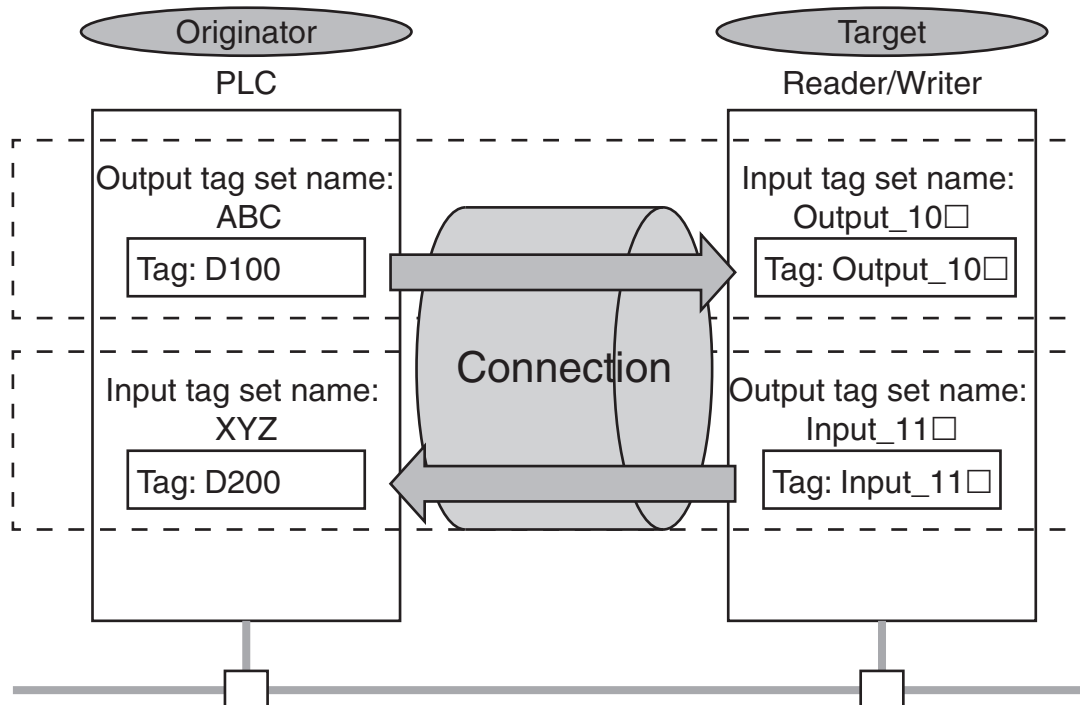 Originator
PLC
Output tag set name:
ABC
Tag: D100
Input tag set name:
XYZ
Tag: D200
Connection
Target
Reader/Writer
Input tag set name:
Output_10□
Tag: Output_10□
Output tag set name:
Input_11□
Tag: Input_11□